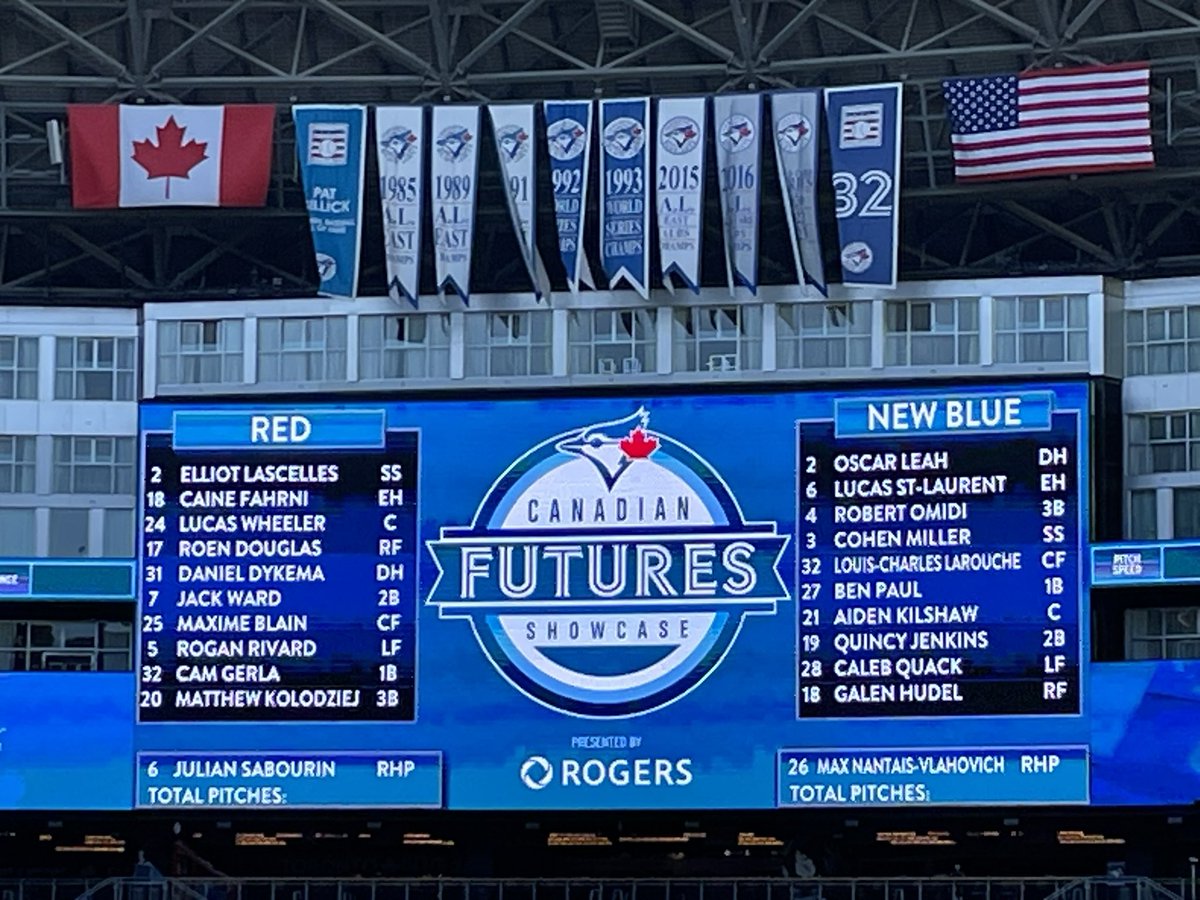 PAT
1985
A.L.
EAST
CHAMPS
1989
A.L.
EAST
CHAMPS
91
992
1993
WORLD
SERIES
CHAMPS
2015
A.L.
EAST
CHAMPS
2016
32
RED
2 ELLIOT LASCELLES SS
18 CAINE FAHRNI EH
24 LUCAS WHEELER C
17 ROEN DOUGLAS RF
31 DANIEL DYKEMA DH
7 JACK WARD 2B
25 MAXIME BLAIN CF
5 ROGAN RIVARD LF
32 CAM GERLA 1B
20 MATTHEW KOLODZIEJ 3B
6 JULIAN SABOURIN RHP
TOTAL PITCHES:
CANADIAN
FUTURES
SHOWCASE
PRESENTED BY
ROGERS
NEW BLUE
2 OSCAR LEAH DH
6 LUCAS ST-LAURENT EH
4 ROBERT OMIDI 3B
3 COHEN MILLER SS
32 LOUIS-CHARLES LAROUCHE CF
27 BEN PAUL 1B
21 AIDEN KILSHAW C
19 QUINCY JENKINS 2B
28 CALEB QUACK LF
18 GALEN HUDEL RF
26 MAX NANTAIS-VLAHOVICH RHP
TOTAL PITCHES:
PITCH
SPEED